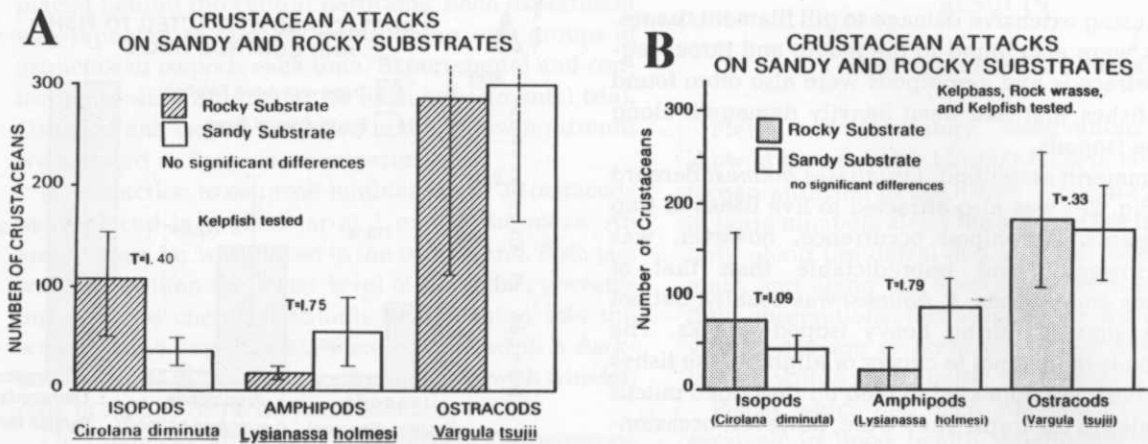 A
CRUSTACEAN ATTACKS
ON SANDY AND ROCKY SUBSTRATES
300
200
100
0
NUMBER OF CRUSTACEANS
Rocky Substrate
Sandy Substrate
No significant differences
Kelpfish tested
T=1.40
T=1.75
ISOPODS
Cirolana diminuta
AMPHIPODS
Lysianassa holmesi
OSTRACODS
Vargula tsujii
B
CRUSTACEAN ATTACKS
ON SANDY AND ROCKY SUBSTRATES
Kelpbass, Rock wrasse,
and Kelpfish tested.
300
200
100
0
Number of Crustaceans
Rocky Substrate
Sandy Substrate
no significant differences
T=1.09
T=1.79
T=.33
Isopods
(Cirolana diminuta)
Amphipods
(Lysianassa holmesi)
Ostracods
(Vargula tsujii)